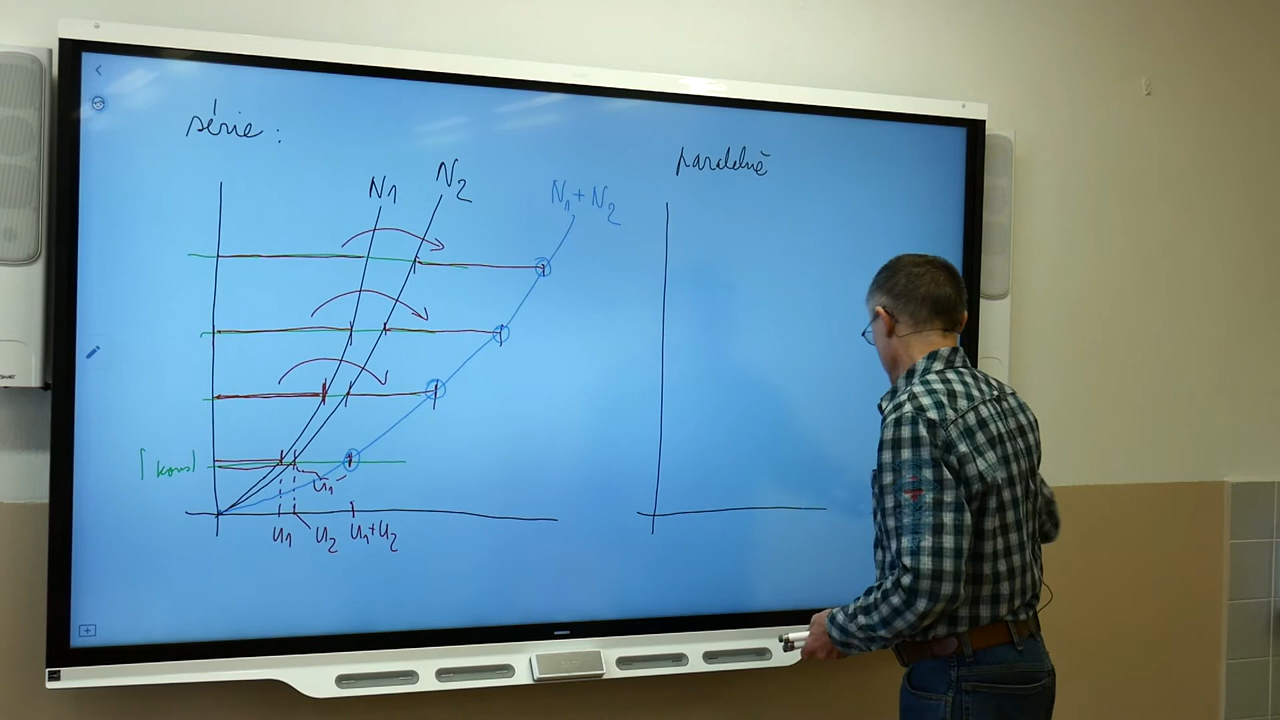 série :
paralelně
N1
N2
N1 + N2
I konst
u1
u1
u2
u1+u2